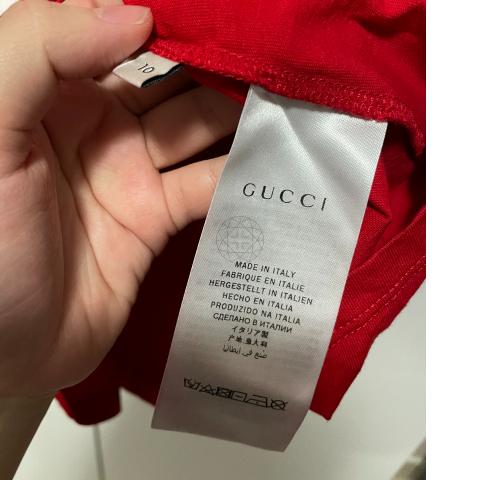 10
GUCCI
MADE IN ITALY
FABRIQUE EN ITALIE
HERGESTELLT IN ITALIEN
HECHO EN ITALIA
PRODUZIDO NA ITALIA
СДЕЛАНО В ИТАЛИИ
イタリア製
产地 意大利
صنع في إيطاليا